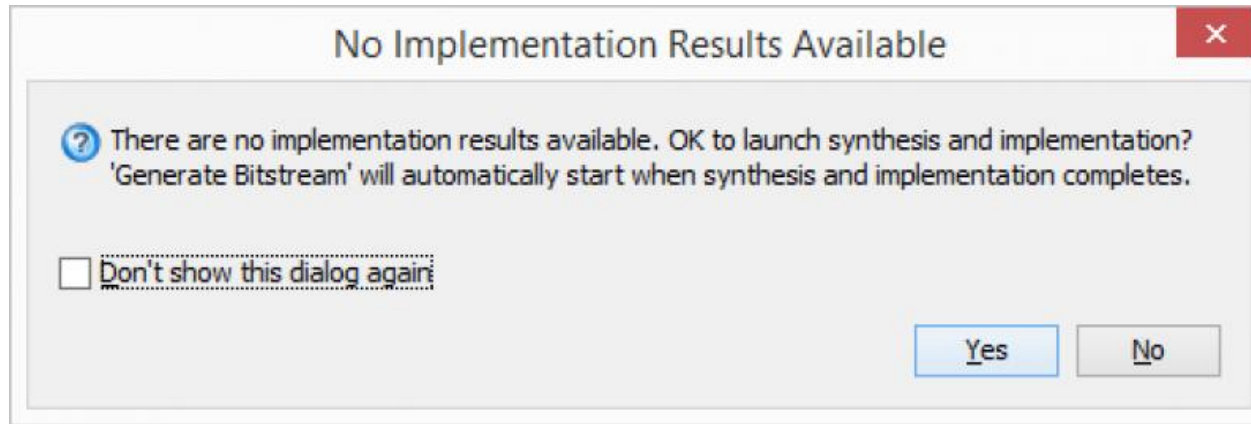 No Implementation Results Available
There are no implementation results available. OK to launch synthesis and implementation?
'Generate Bitstream' will automatically start when synthesis and implementation completes.
Don't show this dialog again
Yes
No